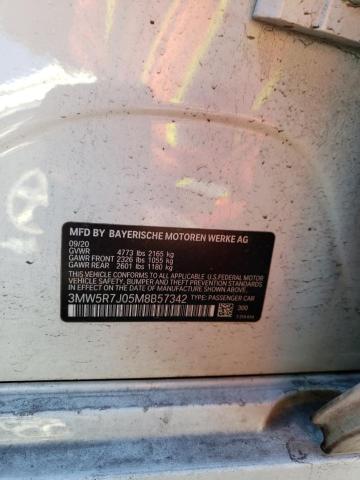 MFD BY BAYERISCHE MOTOREN WERKE AG
09/20
GVWR 4773 lbs 2165 kg
GAWR FRONT 2326 lbs 1055 kg
GAWR REAR 2601 lbs 1180 kg
THIS VEHICLE CONFORMS TO ALL APPLICABLE U.S.FEDERAL MOTOR
VEHICLE SAFETY, BUMPER AND THEFT PREVENTION STANDARDS
IN EFFECT ON THE DATE OF MANUFACTURE SHOWN ABOVE.
3MW5R7J05M8B57342 TYPE: PASSENGER CAR
300